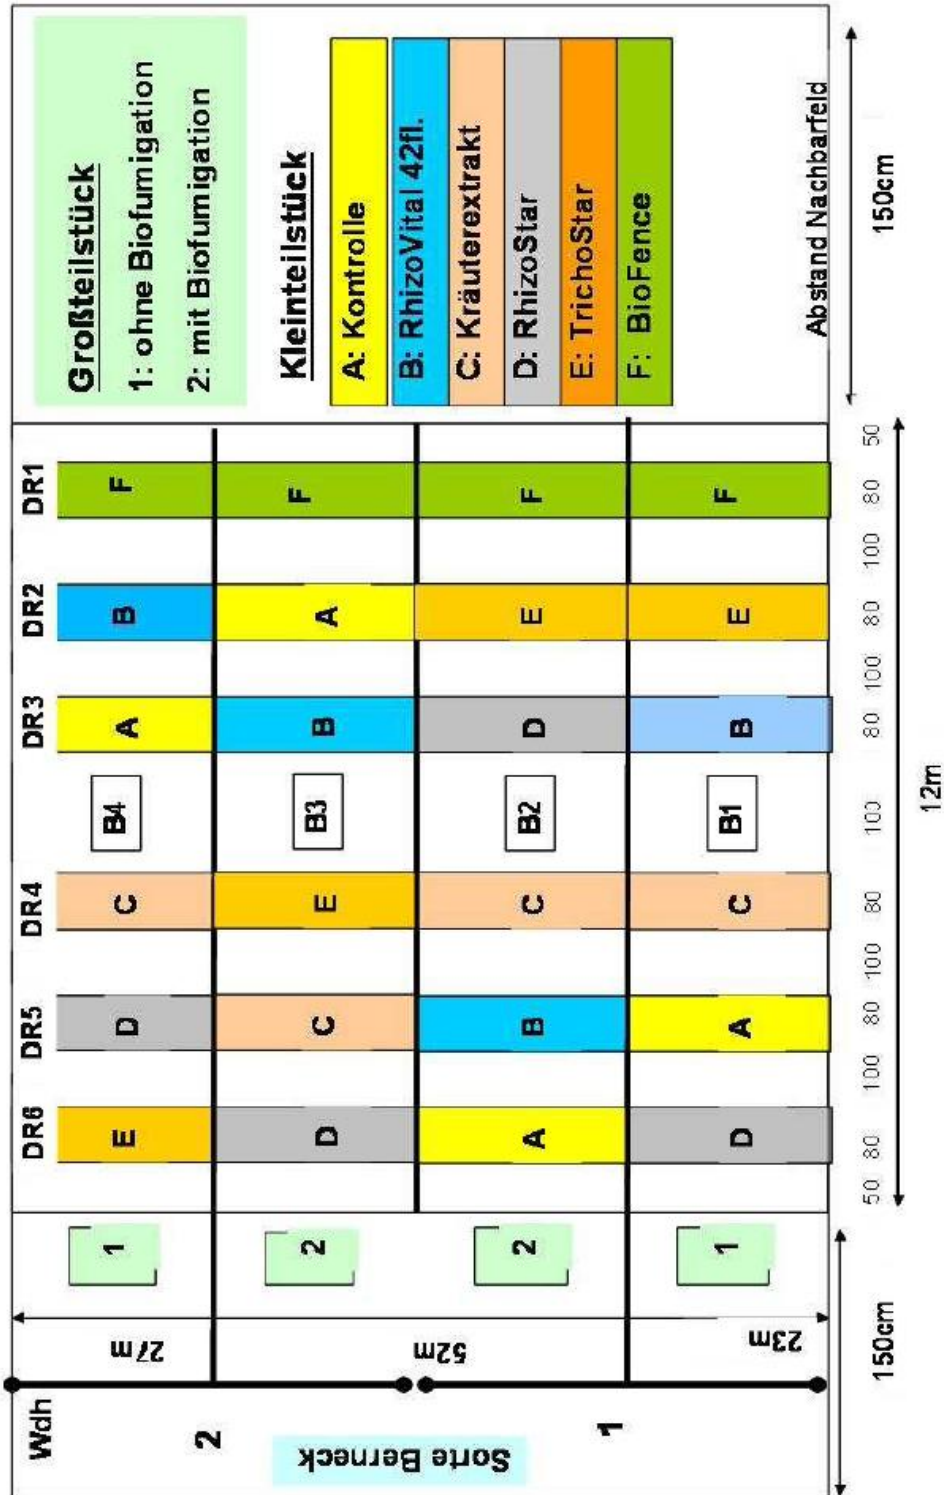 Großteilstück
1: ohne Biofumigation
2: mit Biofumigation
Kleinteilstück
A: Kontrolle
B: RhizoVital 42fl.
C: Kräuterextrakt
D: RhizoStar
E: TrichoStar
F: BioFence
Abstand Nachbarfeld
150cm
DR1
F
F
F
F
DR2
B
A
E
E
DR3
A
B
D
B
B4
B3
B2
B1
DR4
C
E
C
C
DR5
D
C
B
A
DR6
E
D
A
D
50
80
100
80
100
80
100
80
100
80
100
80
50
12m
1
2
2
1
27m
52m
23m
150cm
Wdh
2
1
Sorte Berneck